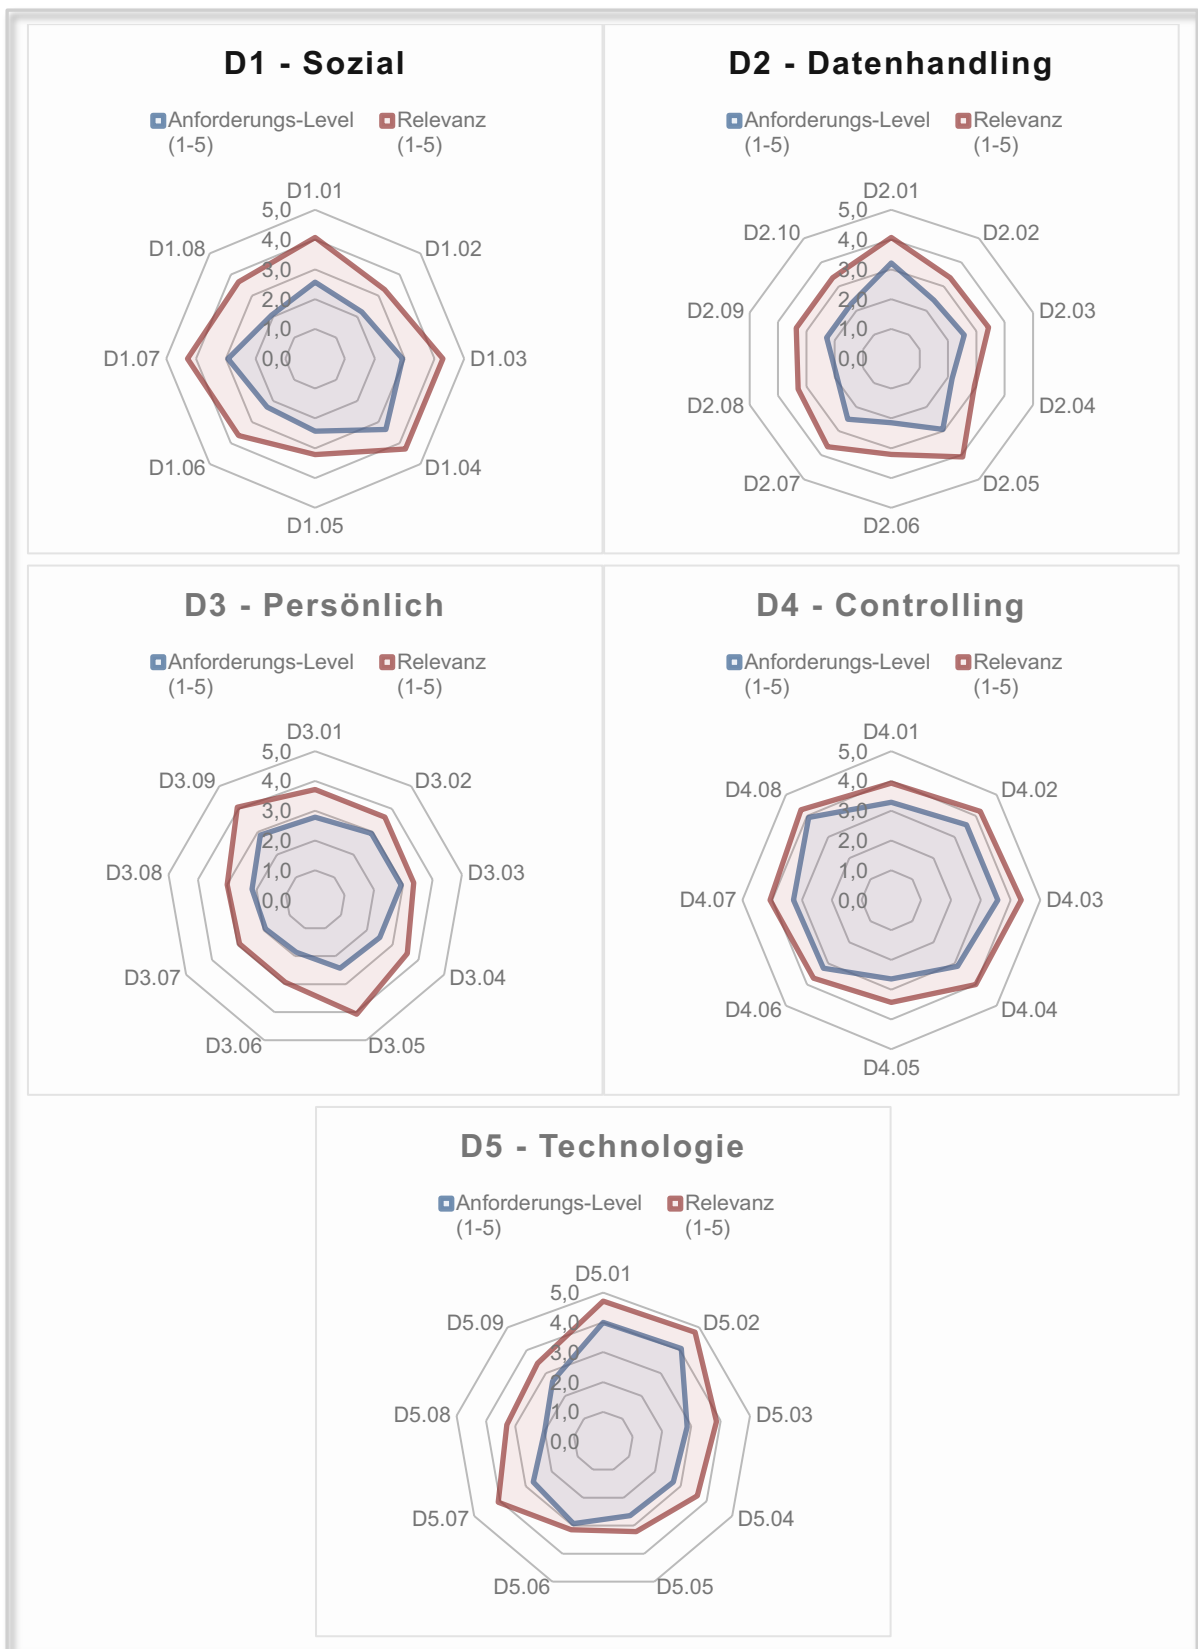 D1 - Sozial
Anforderungs-Level
(1-5)
Relevanz
(1-5)
D1.01
5,0
4,0
3,0
2,0
1,0
0,0
D1.02
D1.03
D1.04
D1.05
D1.06
D1.07
D1.08
D2 - Datenhandling
Anforderungs-Level
(1-5)
Relevanz
(1-5)
D2.01
5,0
4,0
3,0
2,0
1,0
0,0
D2.02
D2.03
D2.04
D2.05
D2.06
D2.07
D2.08
D2.09
D2.10
D3 - Persönlich
Anforderungs-Level
(1-5)
Relevanz
(1-5)
D3.01
5,0
4,0
3,0
2,0
1,0
0,0
D3.02
D3.03
D3.04
D3.05
D3.06
D3.07
D3.08
D3.09
D4 - Controlling
Anforderungs-Level
(1-5)
Relevanz
(1-5)
D4.01
5,0
4,0
3,0
2,0
1,0
0,0
D4.02
D4.03
D4.04
D4.05
D4.06
D4.07
D4.08
D5 - Technologie
Anforderungs-Level
(1-5)
Relevanz
(1-5)
D5.01
5,0
4,0
3,0
2,0
1,0
0,0
D5.02
D5.03
D5.04
D5.05
D5.06
D5.07
D5.08
D5.09